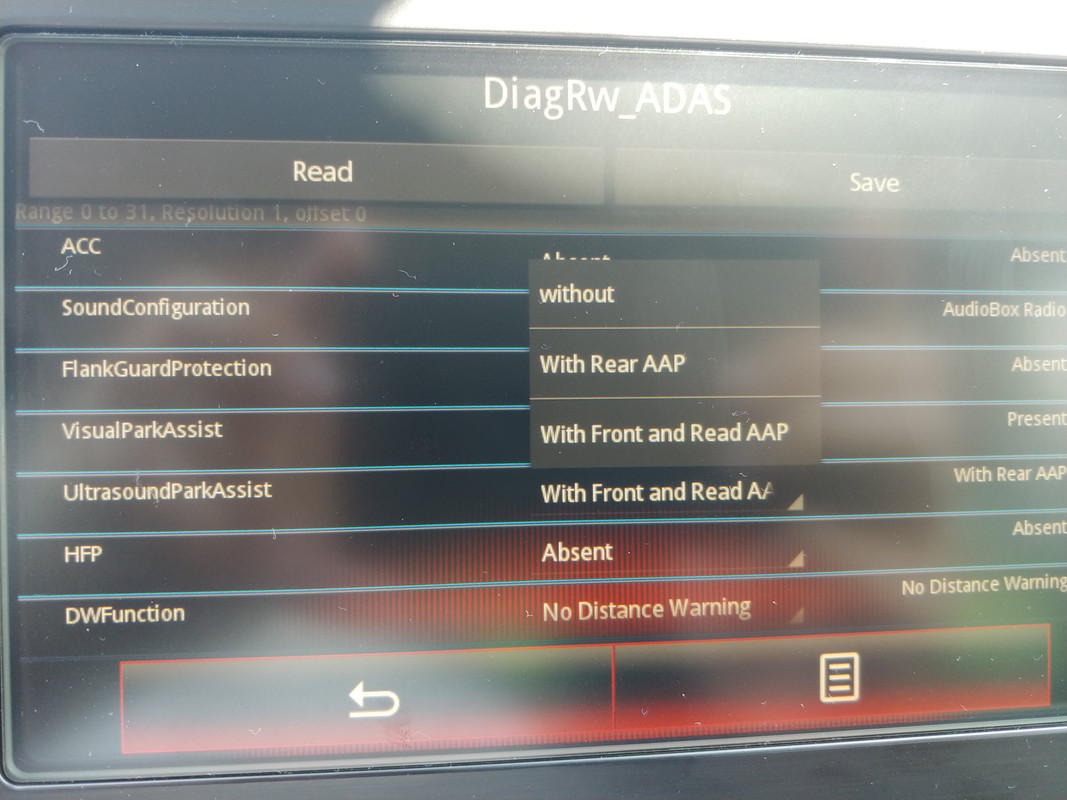 DiagRw_ADAS
Read
Save
Range 0 to 31, Resolution 1, offset 0
ACC
Absent
Absent
without
SoundConfiguration
AudioBox Radio
With Rear AAP
FlankGuardProtection
Absent
VisualParkAssist
With Front and Read AAP
Present
UltrasoundParkAssist
With Front and Read AA
With Rear AAP
HFP
Absent
Absent
DWFunction
No Distance Warning
No Distance Warning